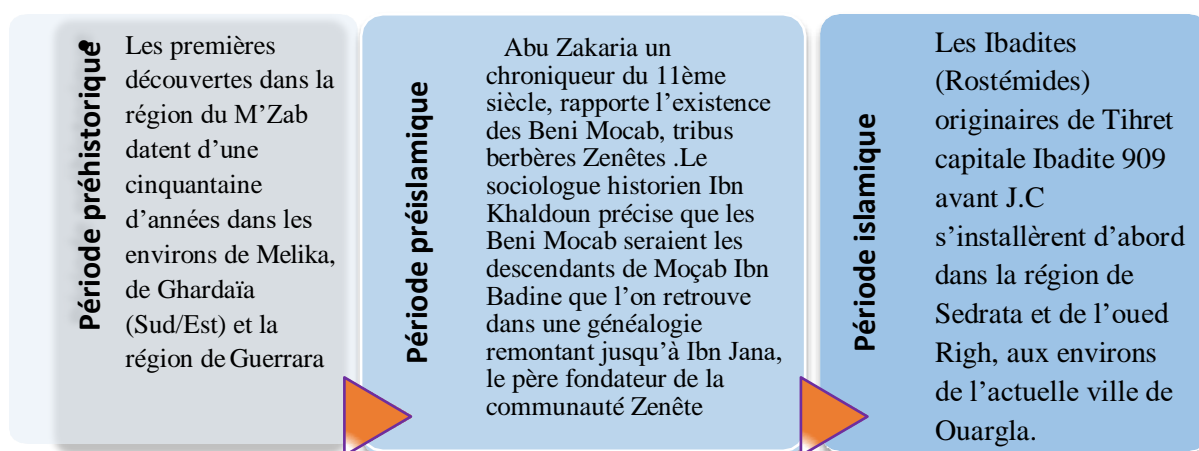 Période préhistorique
• Les premières
découvertes dans la
région du M’Zab
datent d’une
cinquantaine
d’années dans les
environs de Melika,
de Ghardaïa
(Sud/Est) et la
région de Guerrara
Période préislamique
Abu Zakaria un
chroniqueur du 11ème
siècle, rapporte l’existence
des Beni Mocab, tribus
berbères Zenêtes .Le
sociologue historien Ibn
Khaldoun précise que les
Beni Mocab seraient les
descendants de Moçab Ibn
Badine que l’on retrouve
dans une généalogie
remontant jusqu’à Ibn Jana,
le père fondateur de la
communauté Zenête
Période islamique
Les Ibadites
(Rostémides)
originaires de Tihret
capitale Ibadite 909
avant J.C
s’installèrent d’abord
dans la région de
Sedrata et de l’oued
Righ, aux environs
de l’actuelle ville de
Ouargla.